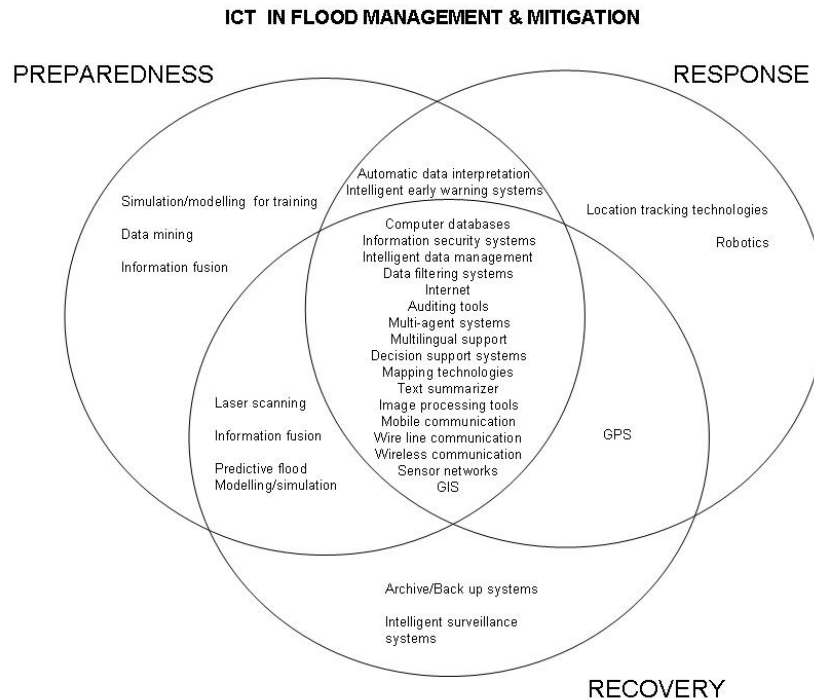 ICT IN FLOOD MANAGEMENT & MITIGATION
PREPAREDNESS
RESPONSE
Automatic data interpretation
Intelligent early warning systems
Simulation/modelling for training
Data mining
Information fusion
Location tracking technologies
Robotics
Computer databases
Information security systems
Intelligent data management
Data filtering systems
Internet
Auditing tools
Multi-agent systems
Multilingual support
Decision support systems
Mapping technologies
Text summarizer
Image processing tools
Mobile communication
Wire line communication
Wireless communication
Sensor networks
GIS
Laser scanning
Information fusion
Predictive flood
Modelling/simulation
GPS
Archive/Back up systems
Intelligent surveillance
systems
RECOVERY